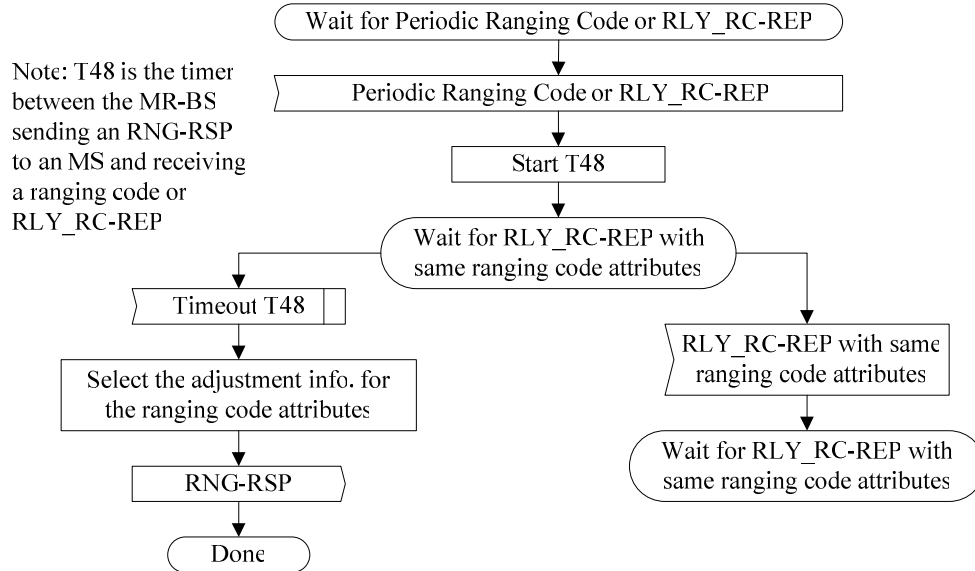 Wait for Periodic Ranging Code or RLY_RC-REP
Note: T48 is the timer
between the MR-BS
sending an RNG-RSP
to an MS and receiving
a ranging code or
RLY_RC-REP
Periodic Ranging Code or RLY_RC-REP
Start T48
Wait for RLY_RC-REP with
same ranging code attributes
Timeout T48
Select the adjustment info. for
the ranging code attributes
RNG-RSP
Done
RLY_RC-REP with same
ranging code attributes
Wait for RLY_RC-REP with
same ranging code attributes